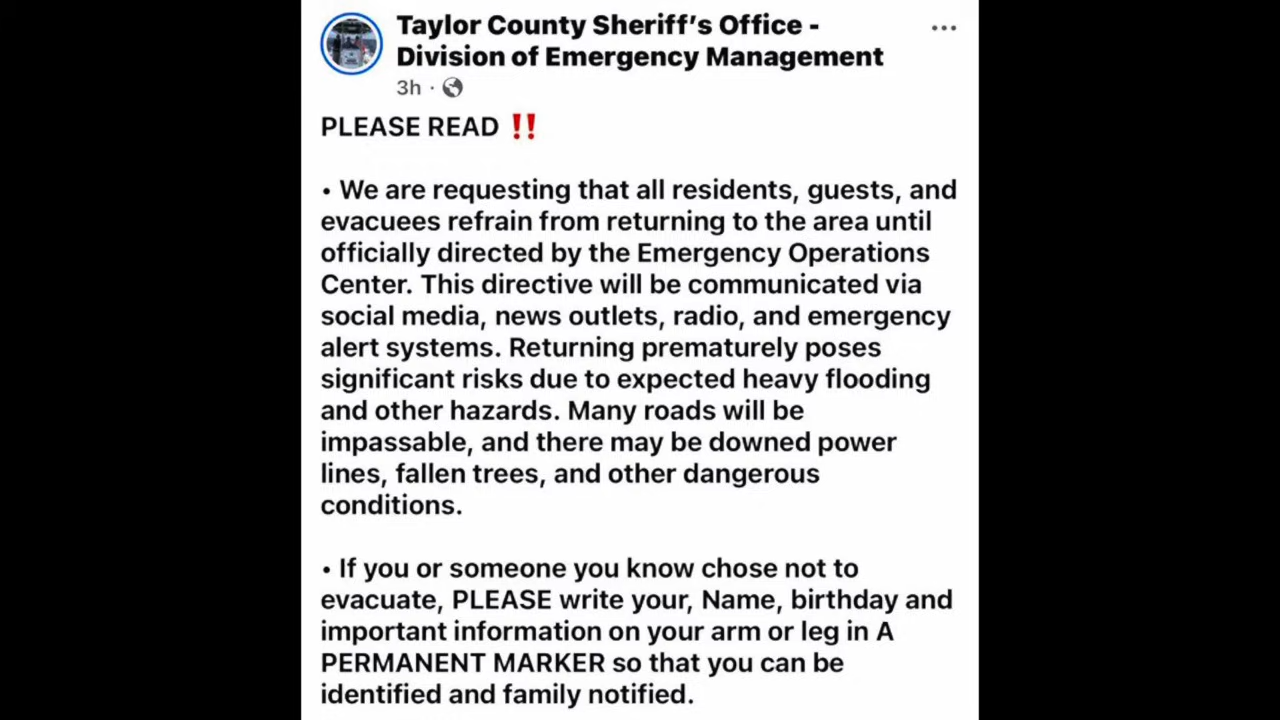 Taylor County Sheriff's Office -
Division of Emergency Management
3h ·
PLEASE READ ‼️
• We are requesting that all residents, guests, and
evacuees refrain from returning to the area until
officially directed by the Emergency Operations
Center. This directive will be communicated via
social media, news outlets, radio, and emergency
alert systems. Returning prematurely poses
significant risks due to expected heavy flooding
and other hazards. Many roads will be
impassable, and there may be downed power
lines, fallen trees, and other dangerous
conditions.
• If you or someone you know chose not to
evacuate, PLEASE write your, Name, birthday and
important information on your arm or leg in A
PERMANENT MARKER so that you can be
identified and family notified.